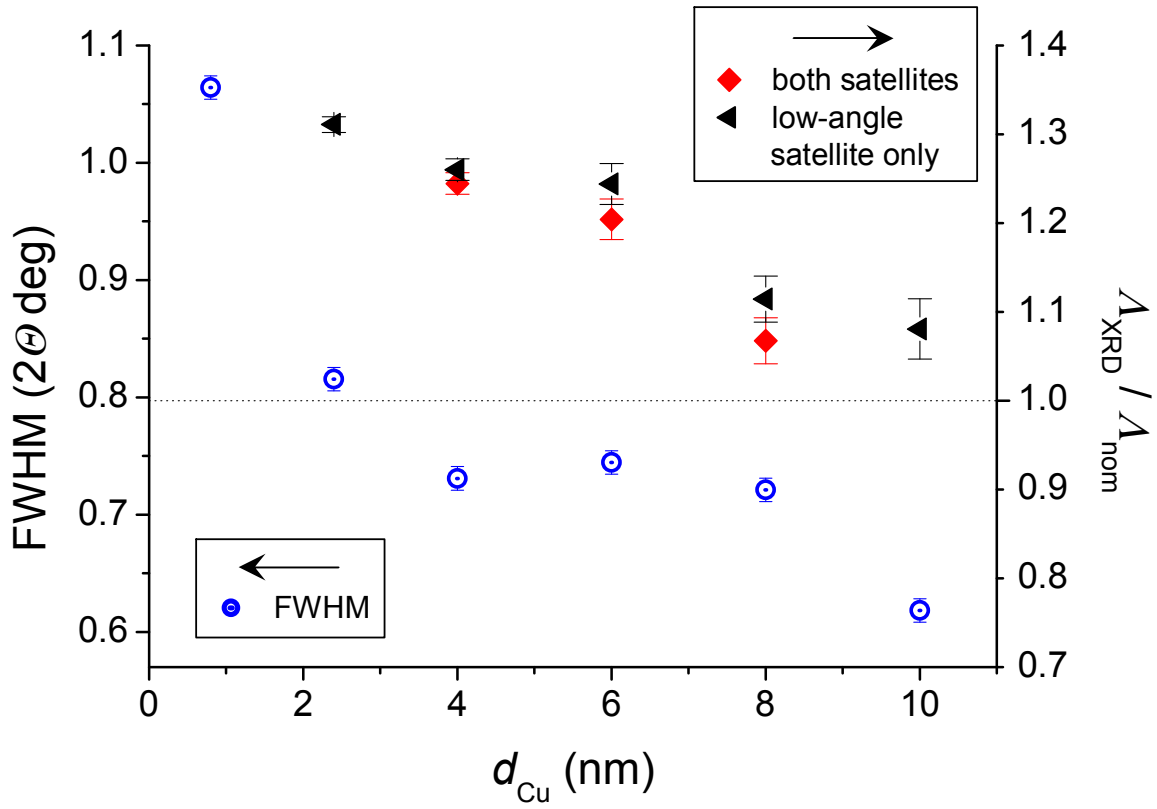 both satellites
low-angle
satellite only
FWHM
FWHM (2Θ deg)
1.1
1.0
0.9
0.8
0.7
0.6
1.4
1.3
1.2
1.1
1.0
0.9
0.8
0.7
Λ_XRD / Λ_nom
0 2 4 6 8 10
d_Cu (nm)